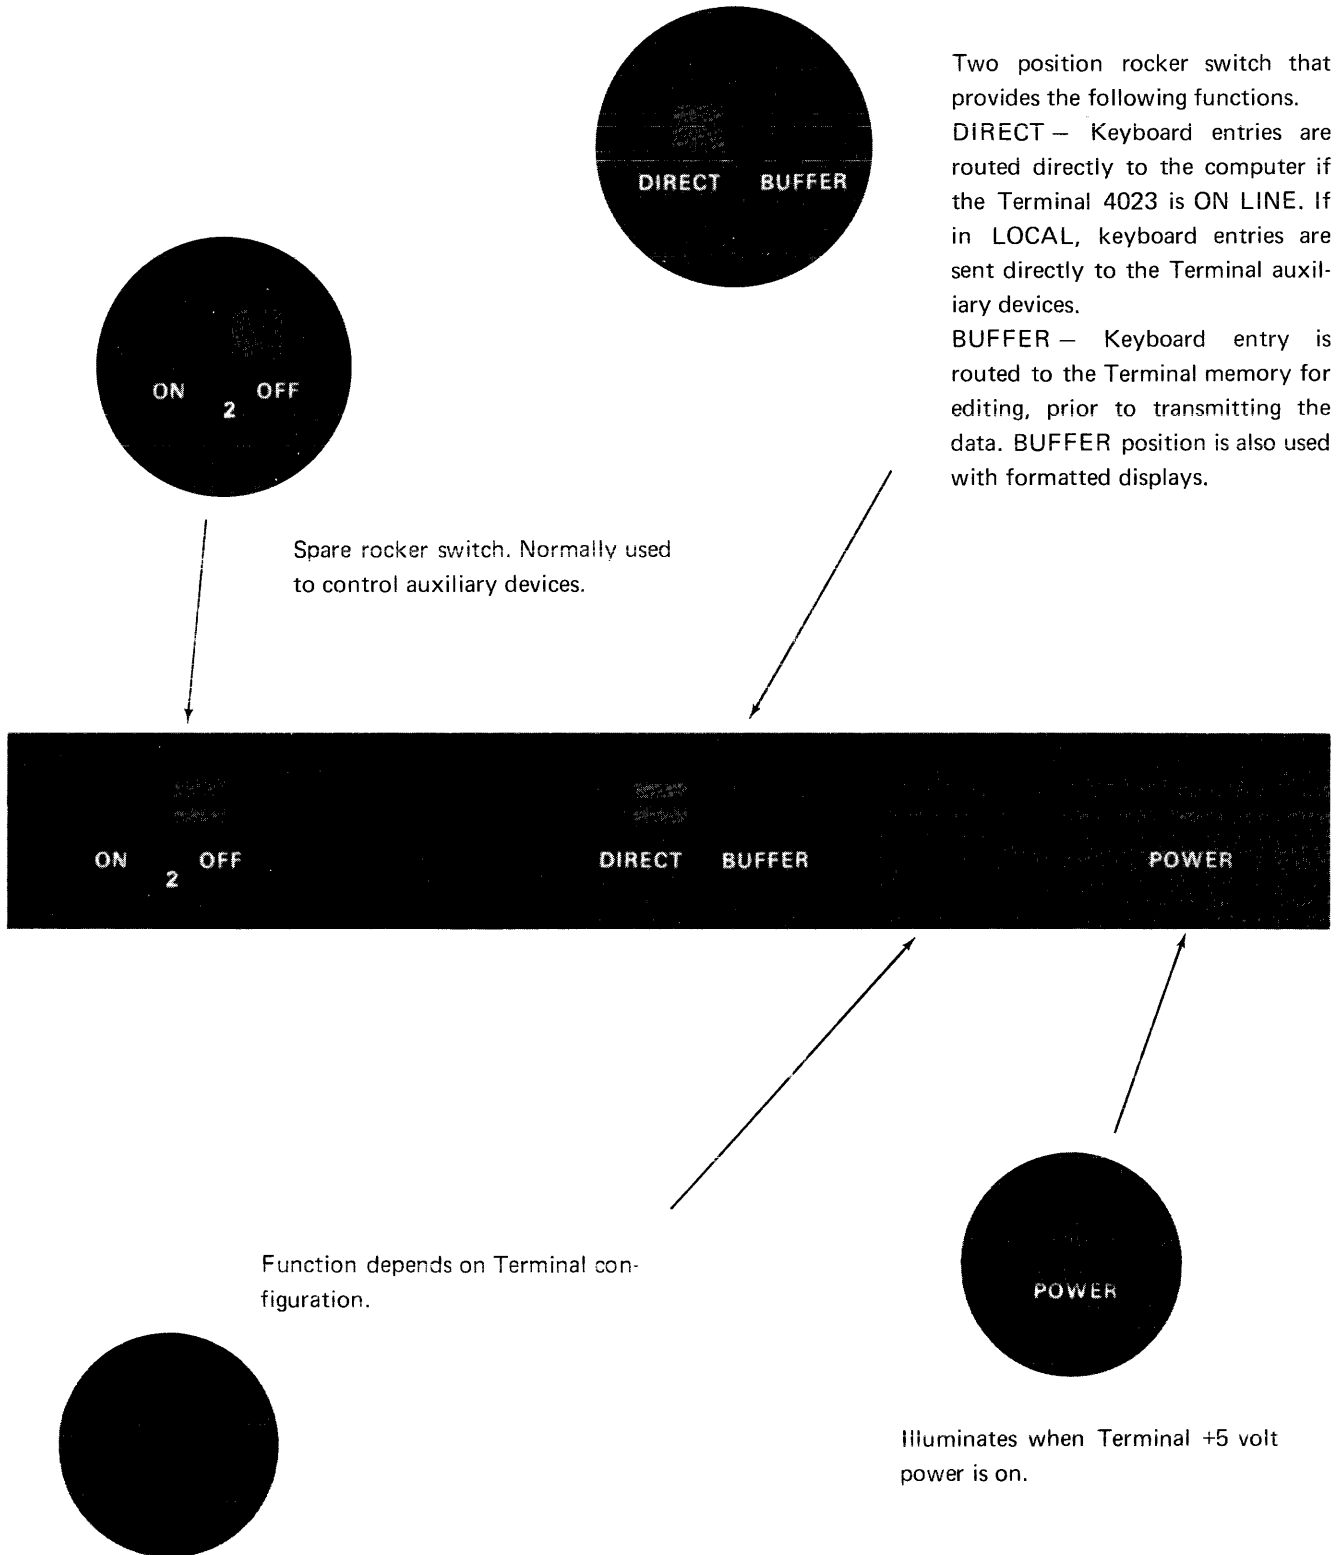 Two position rocker switch that
provides the following functions.
DIRECT — Keyboard entries are
routed directly to the computer if
the Terminal 4023 is ON LINE. If
in LOCAL, keyboard entries are
sent directly to the Terminal auxil-
iary devices.
BUFFER — Keyboard entry is
routed to the Terminal memory for
editing, prior to transmitting the
data. BUFFER position is also used
with formatted displays.
DIRECT BUFFER
ON 2 OFF
Spare rocker switch. Normally used
to control auxiliary devices.
ON 2 OFF DIRECT BUFFER POWER
Function depends on Terminal con-
figuration.
POWER
Illuminates when Terminal +5 volt
power is on.